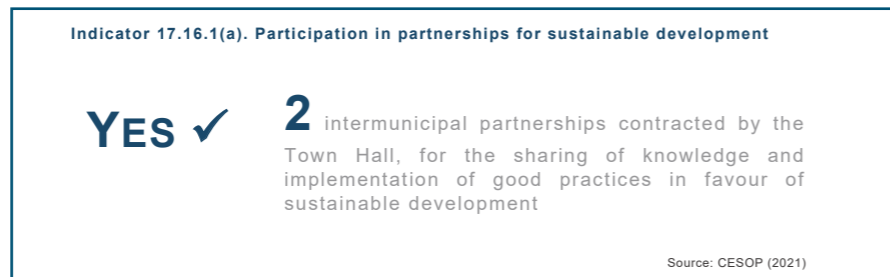 Indicator 17.16.1(a). Participation in partnerships for sustainable development
YES ✓
2 intermunicipal partnerships contracted by the
Town Hall, for the sharing of knowledge and
implementation of good practices in favour of
sustainable development
Source: CESOP (2021)